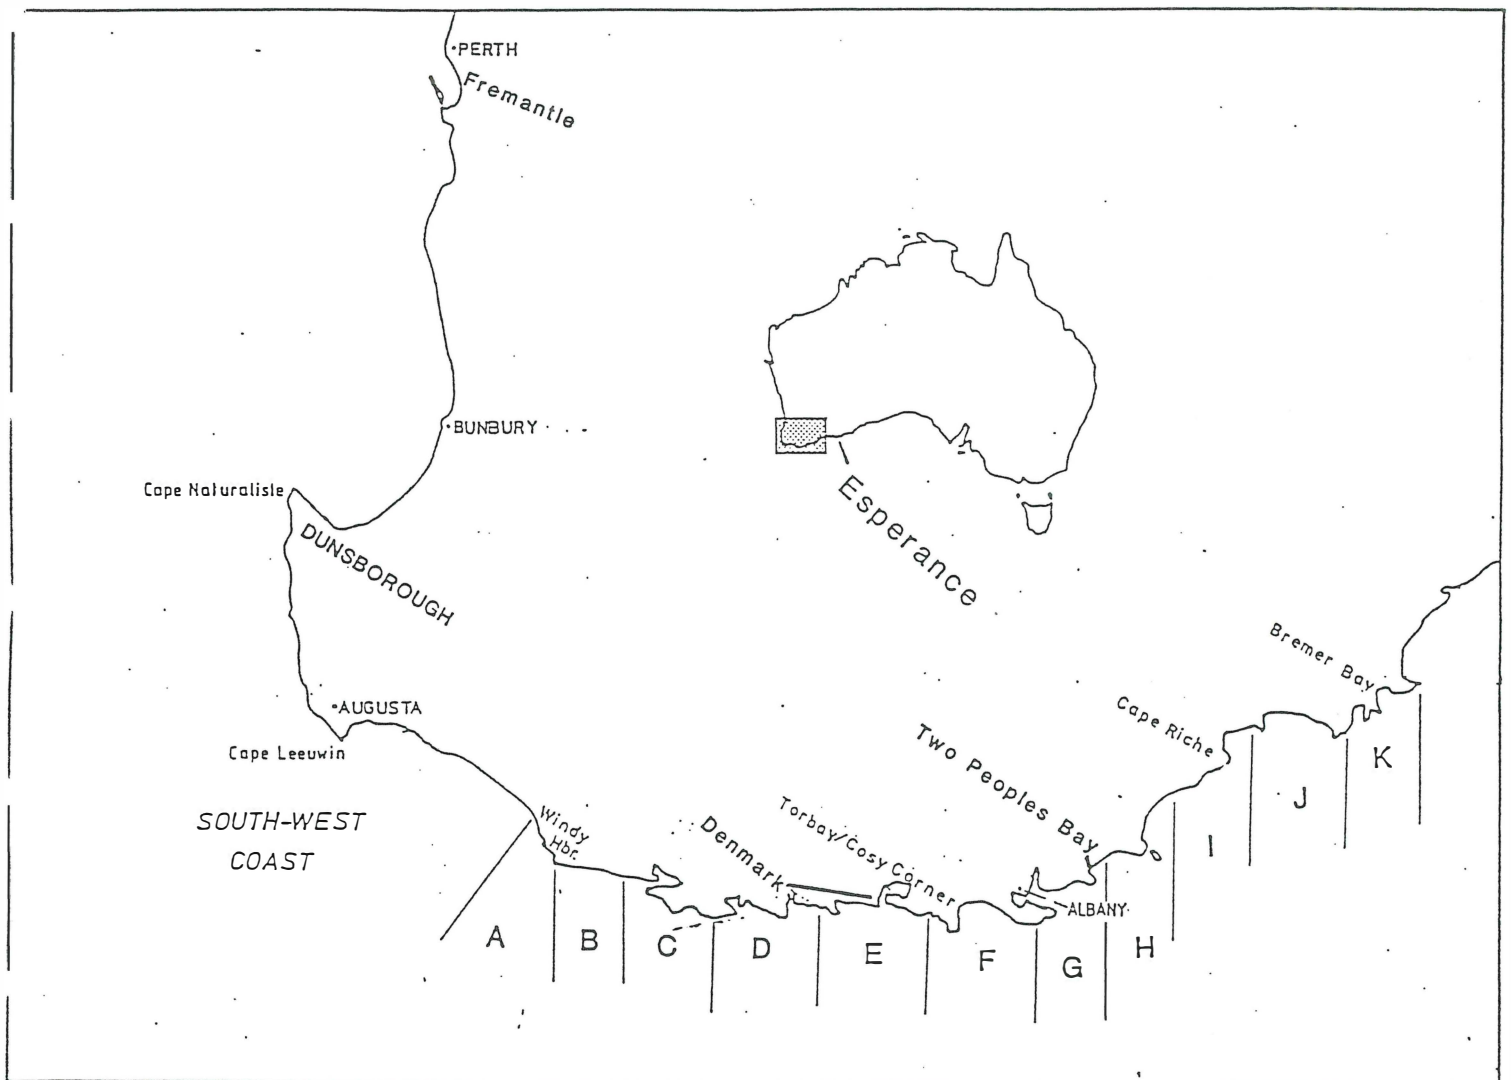 PERTH
Fremantle
BUNBURY
Cape Naturalisle
DUNSBOROUGH
Esperance
Bremer Bay
AUGUSTA
Cape Riche
Cape Leeuwin
Two Peoples Bay
SOUTH-WEST
COAST
Windy
Hbr.
Denmark
Torbay/Cosy Corner
ALBANY
A
B
C
D
E
F
G
H
I
J
K